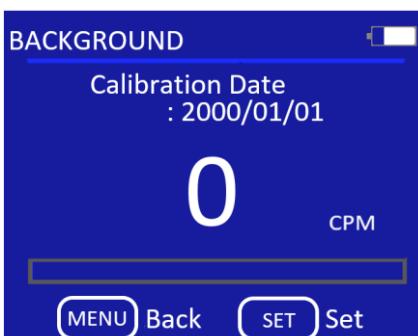 BACKGROUND
Calibration Date
: 2000/01/01
0
CPM
MENU Back SET Set